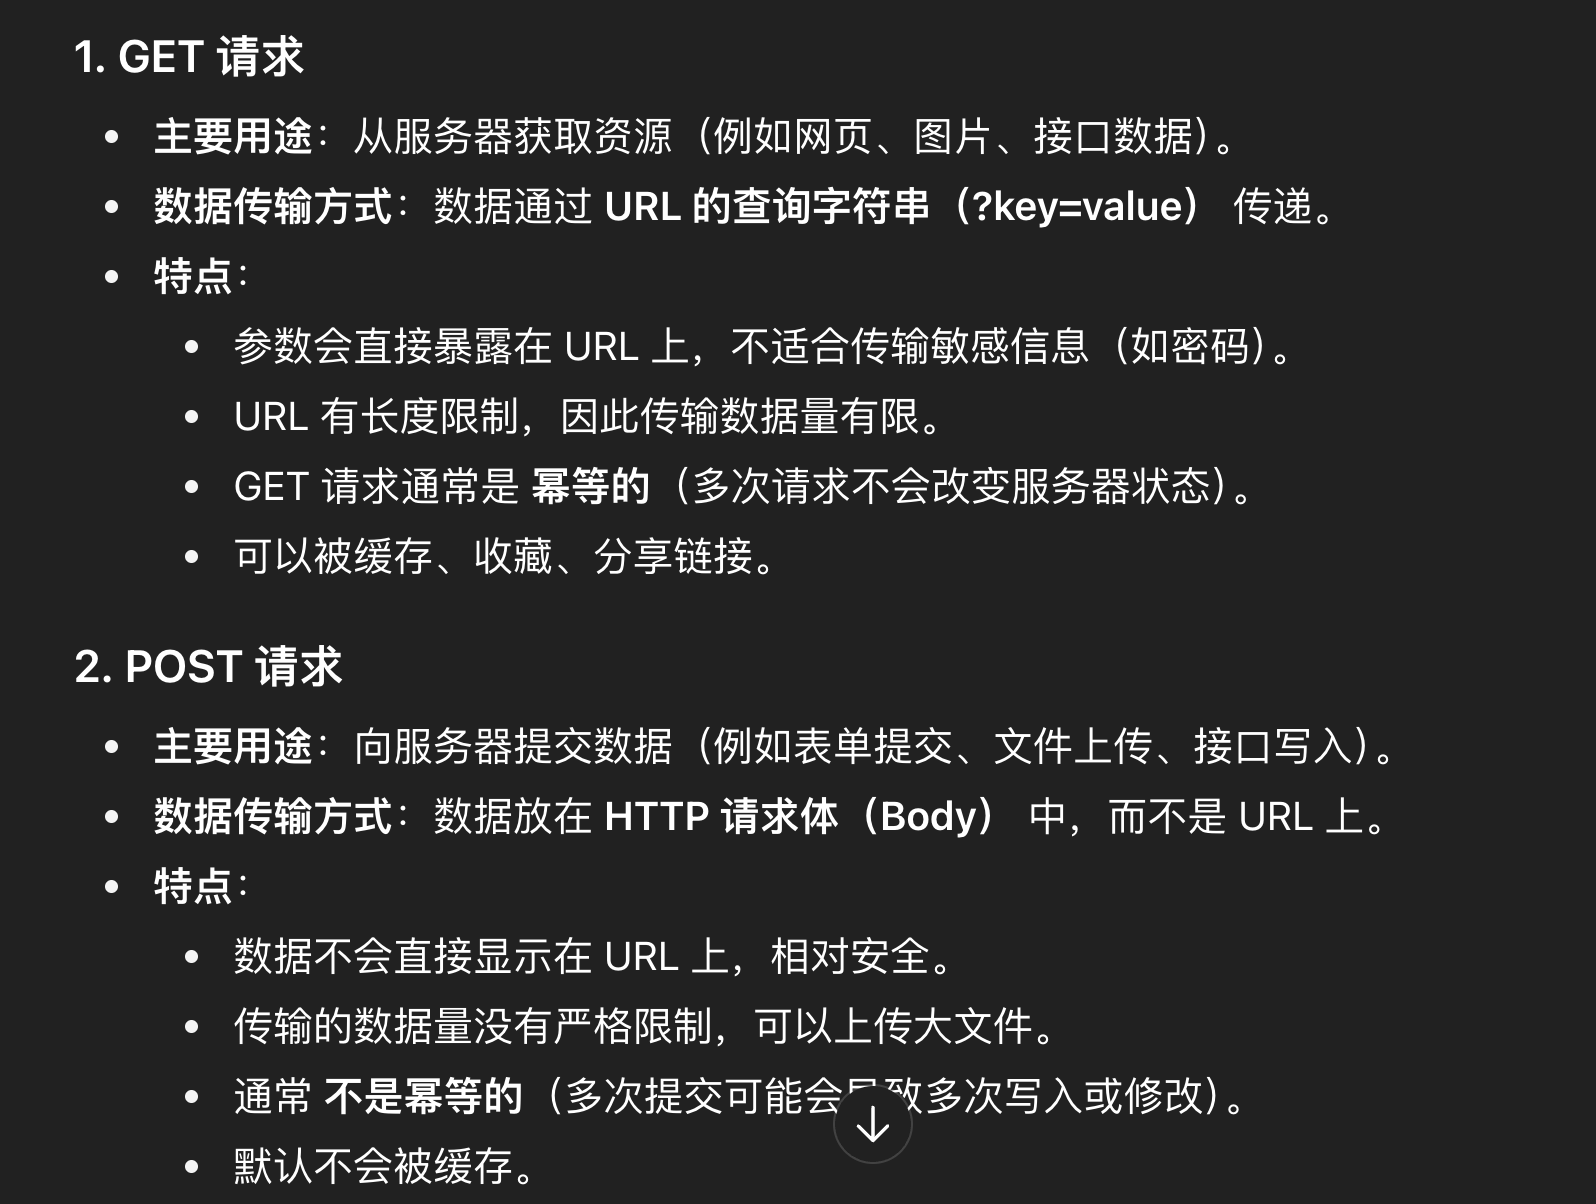 1. GET 请求
主要用途：从服务器获取资源（例如网页、图片、接口数据）。
数据传输方式：数据通过 URL 的查询字符串（?key=value） 传递。
特点：
参数会直接暴露在 URL 上，不适合传输敏感信息（如密码）。
URL 有长度限制，因此传输数据量有限。
GET 请求通常是 幂等的（多次请求不会改变服务器状态）。
可以被缓存、收藏、分享链接。
2. POST 请求
主要用途：向服务器提交数据（例如表单提交、文件上传、接口写入）。
数据传输方式：数据放在 HTTP 请求体（Body） 中，而不是 URL 上。
特点：
数据不会直接显示在 URL 上，相对安全。
传输的数据量没有严格限制，可以上传大文件。
通常 不是幂等的（多次提交可能会导致多次写入或修改）。
默认不会被缓存。